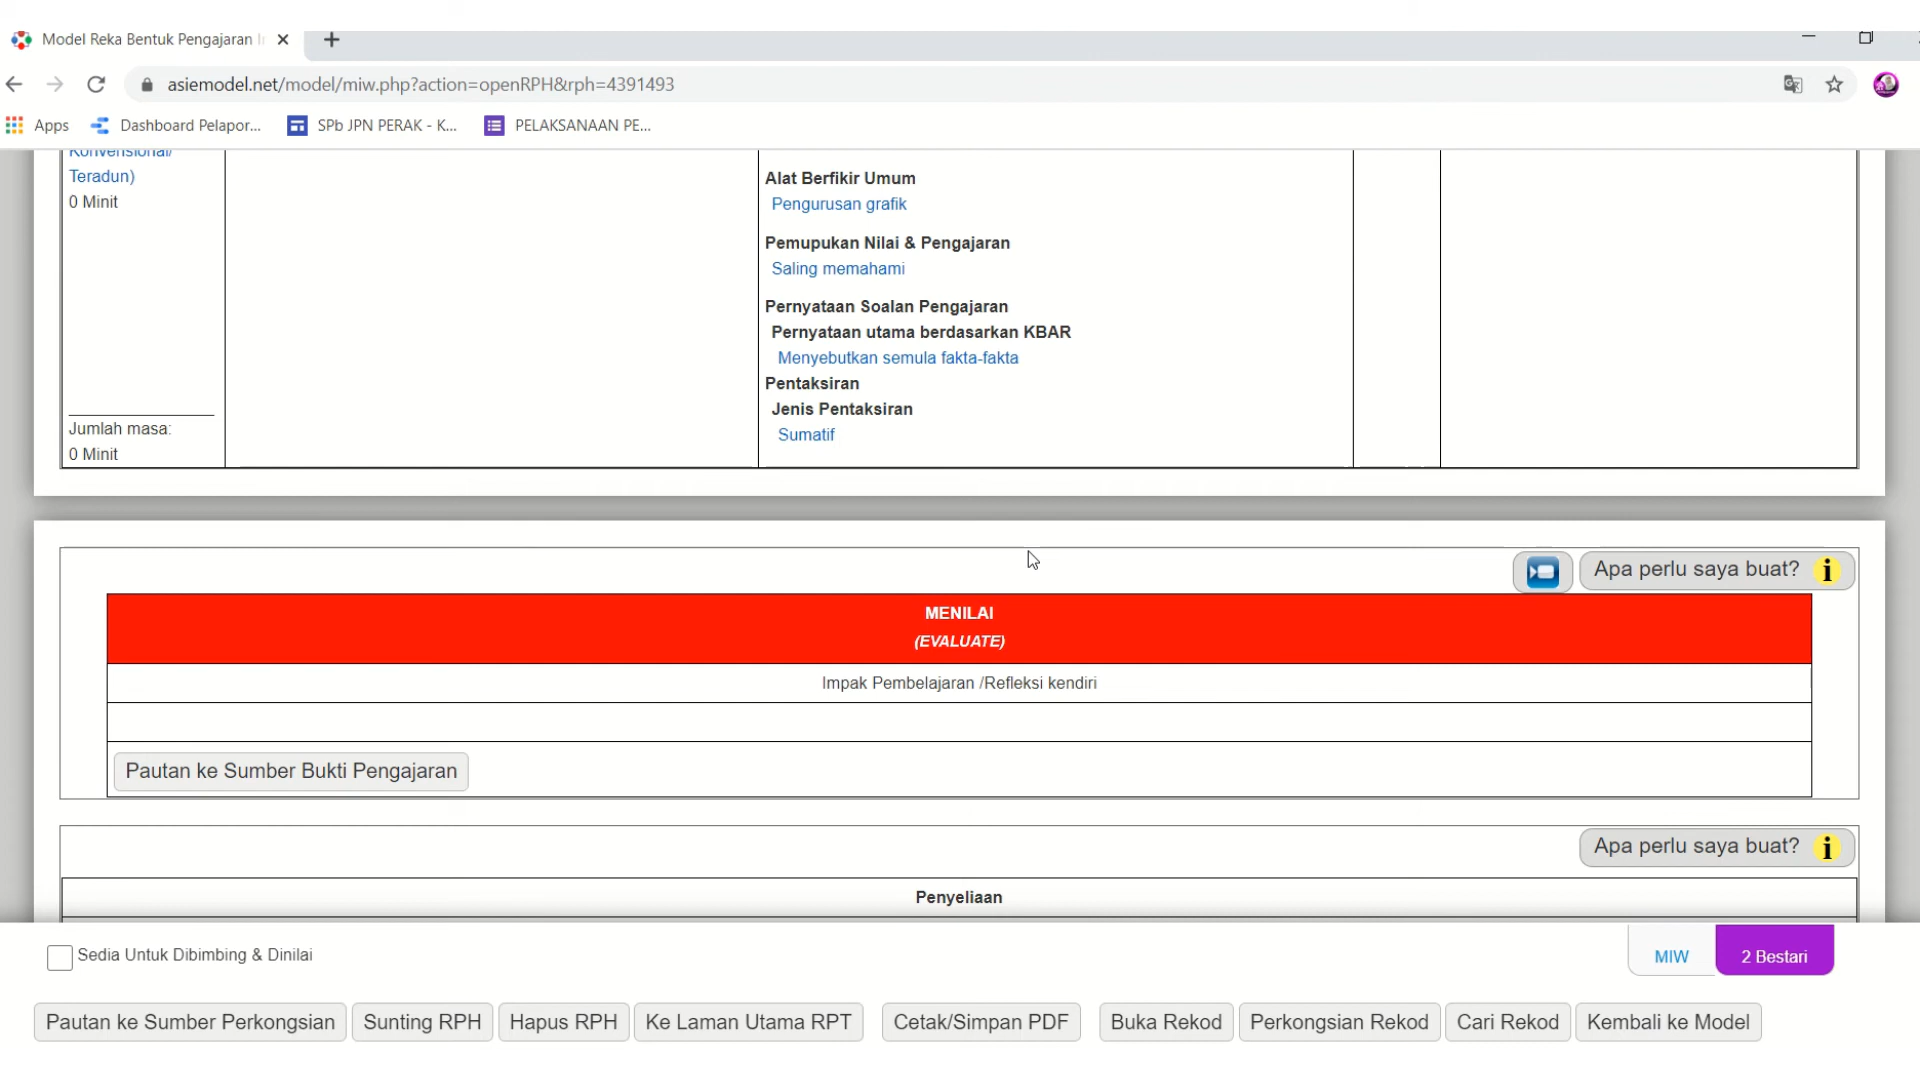 Model Reka Bentuk Pengajaran I
asiemodel.net/model/miw.php?action=openRPH&rph=4391493
Apps
Dashboard Pelapor...
SPb JPN PERAK - K...
PELAKSANAAN PE...
Konvensional/
Teradun)
0 Minit
Jumlah masa:
0 Minit
Alat Berfikir Umum
Pengurusan grafik
Pemupukan Nilai & Pengajaran
Saling memahami
Pernyataan Soalan Pengajaran
Pernyataan utama berdasarkan KBAR
Menyebutkan semula fakta-fakta
Pentaksiran
Jenis Pentaksiran
Sumatif
Apa perlu saya buat? i
MENILAI
(EVALUATE)
Impak Pembelajaran /Refleksi kendiri
Pautan ke Sumber Bukti Pengajaran
Apa perlu saya buat? i
Penyeliaan
Sedia Untuk Dibimbing & Dinilai
MIW
2 Bestari
Pautan ke Sumber Perkongsian
Sunting RPH
Hapus RPH
Ke Laman Utama RPT
Cetak/Simpan PDF
Buka Rekod
Perkongsian Rekod
Cari Rekod
Kembali ke Model